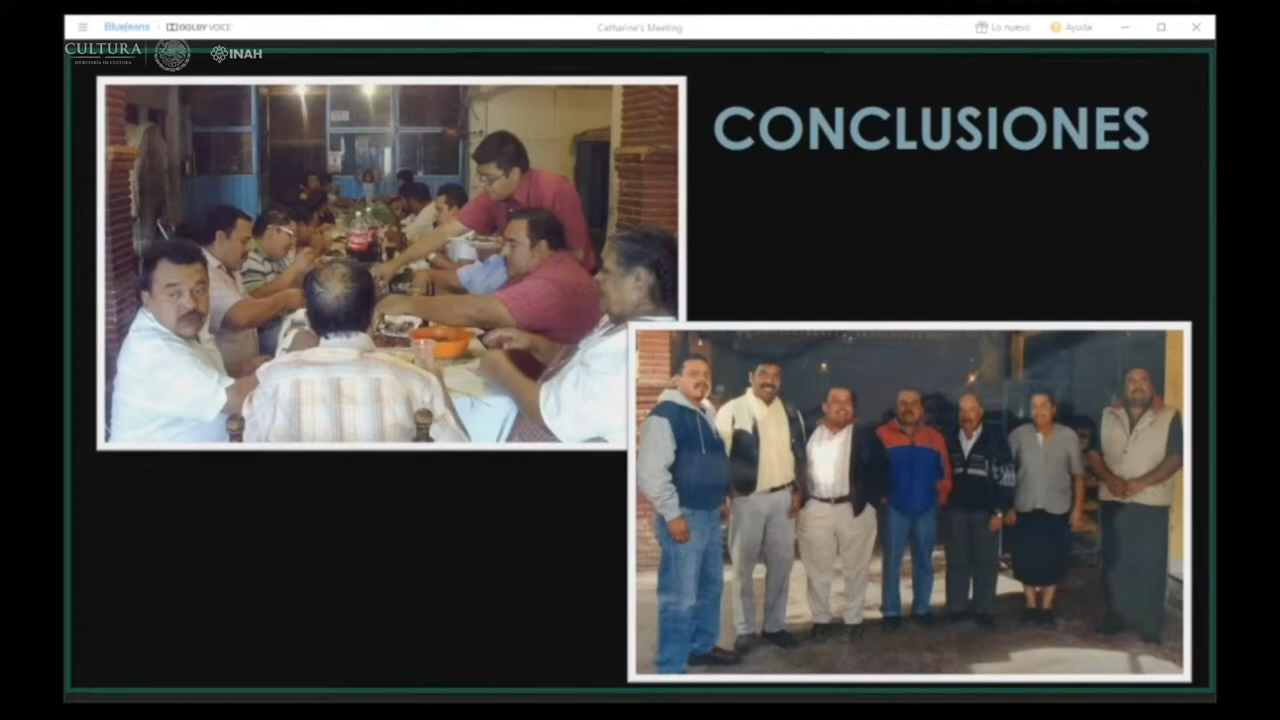 BlueJeans
DOLBY VOICE
Catharine's Meeting
Lo nuevo
Ayuda
CULTURA
SECRETARÍA DE CULTURA
INAH
CONCLUSIONES